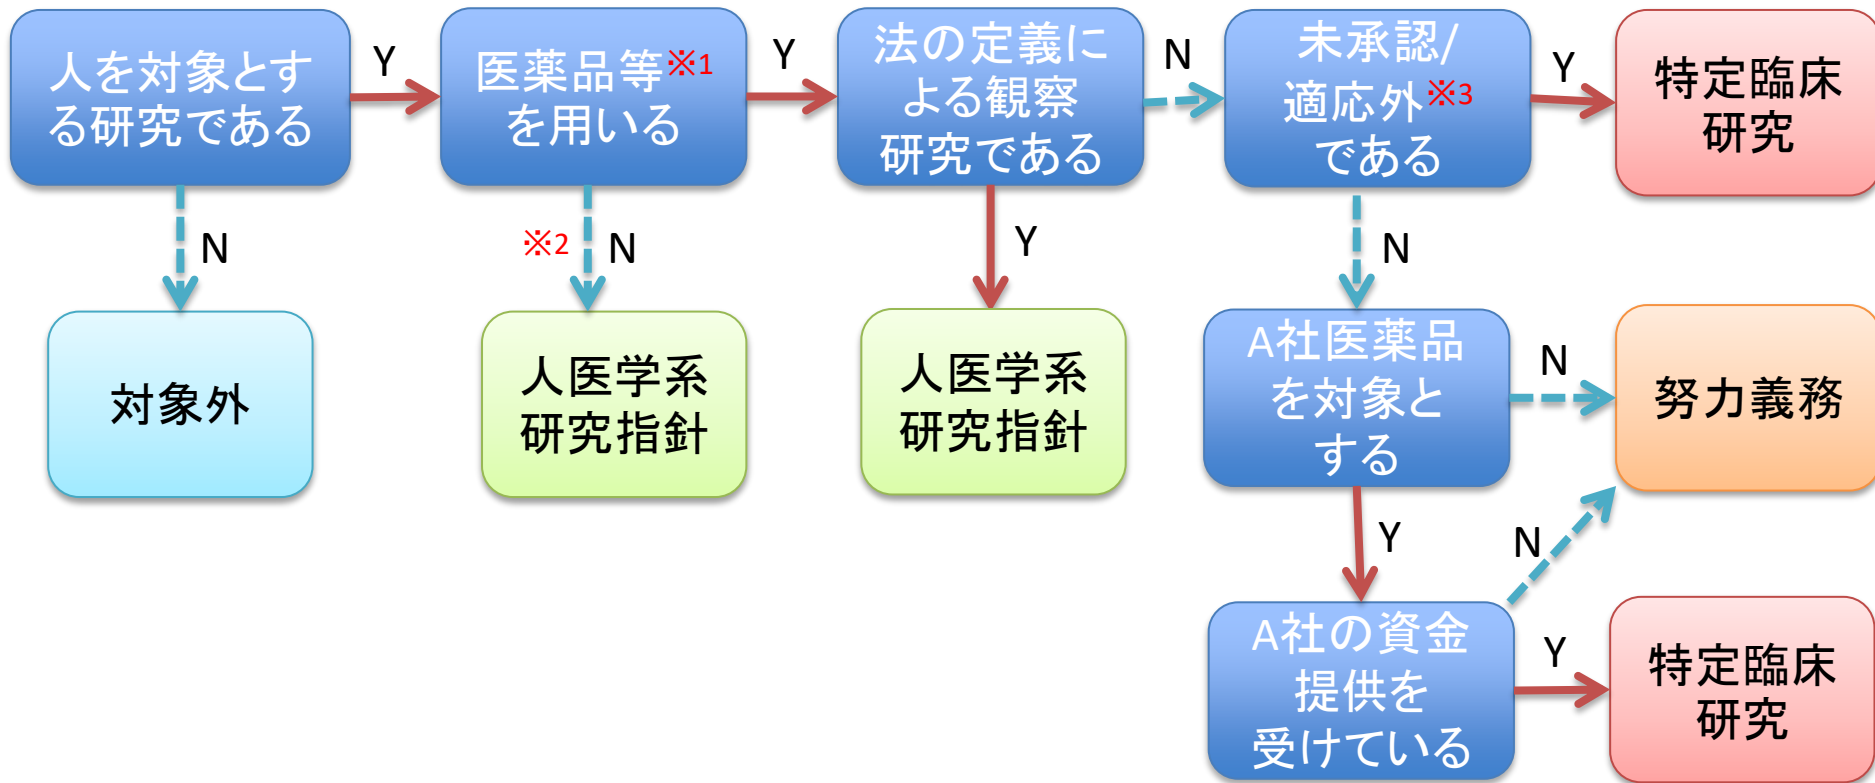 人を対象とす
る研究である
Y
医薬品等※1
を用いる
Y
法の定義に
よる観察
研究である
N
未承認/
適応外※3
である
Y
特定臨床
研究
N
※2
N
Y
N
対象外
人医学系
研究指針
人医学系
研究指針
A社医薬品
を対象と
する
N
努力義務
Y
N
A社の資金
提供を
受けている
Y
特定臨床
研究